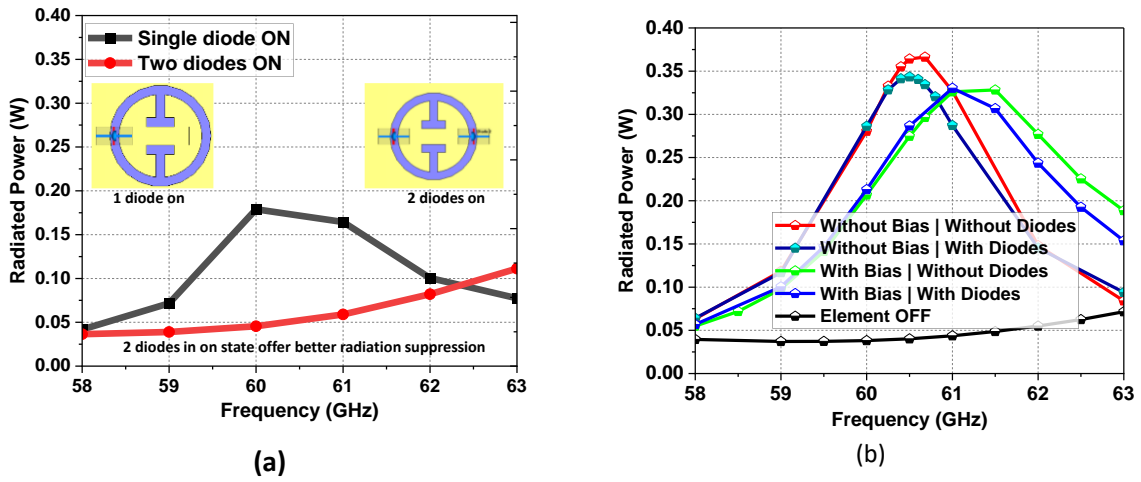 Single diode ON
Two diodes ON
1 diode on
2 diodes on
2 diodes in on state offer better radiation suppression
Radiated Power (W)
0.40
0.35
0.30
0.25
0.20
0.15
0.10
0.05
0.00
58 59 60 61 62 63
Frequency (GHz)
(a)
Without Bias | Without Diodes
Without Bias | With Diodes
With Bias | Without Diodes
With Bias | With Diodes
Element OFF
Radiated Power (W)
0.40
0.35
0.30
0.25
0.20
0.15
0.10
0.05
0.00
58 59 60 61 62 63
Frequency (GHz)
(b)